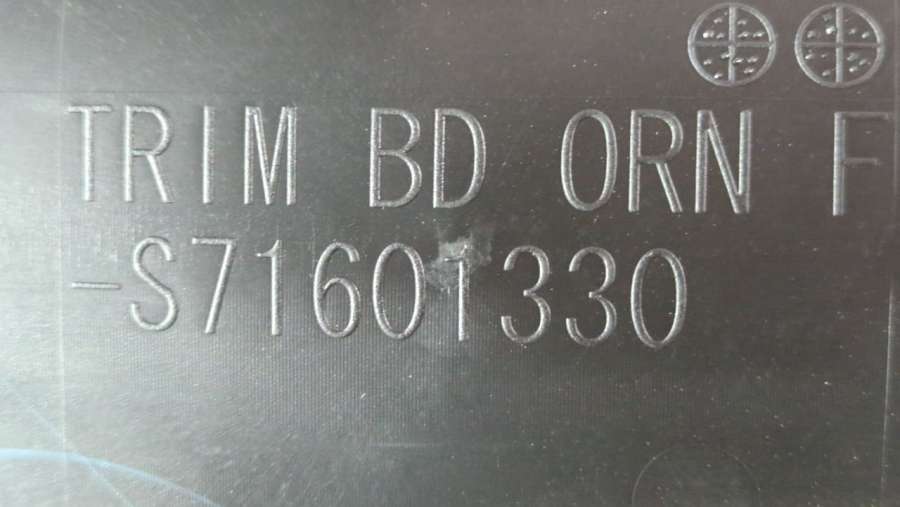 TRIM BD ORN F
-S71601330